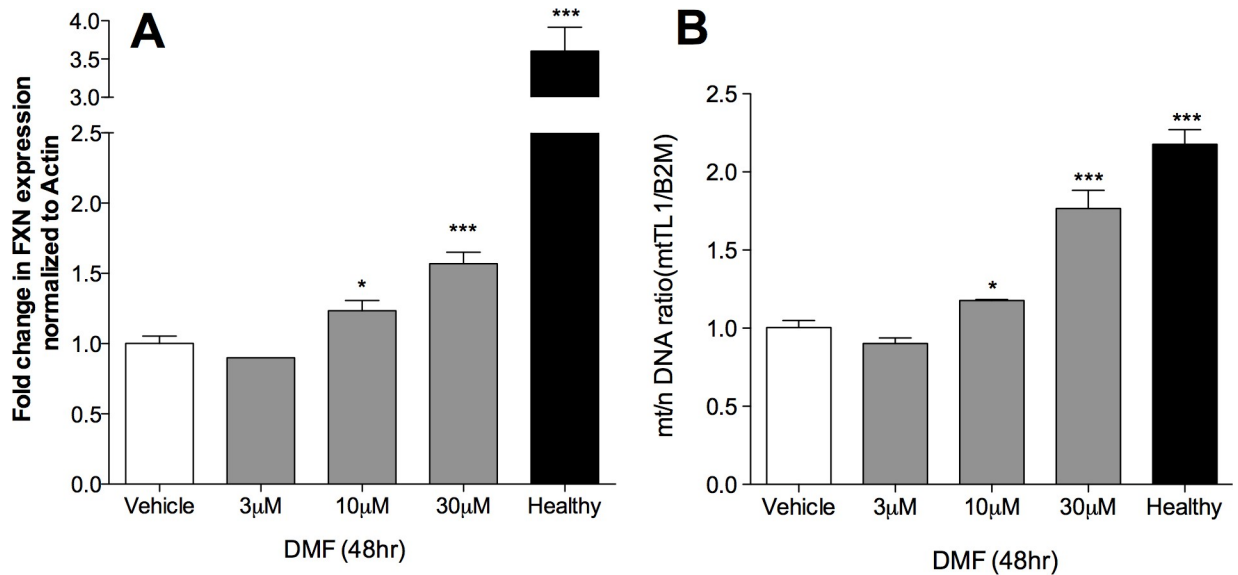 A
Fold change in FXN expression
normalized to Actin
4.0
3.5
3.0
2.5
2.0
1.5
1.0
0.5
0.0
***
*
***
Vehicle 3μM 10μM 30μM Healthy
DMF (48hr)
B
mt/n DNA ratio(mtTL1/B2M)
2.5
2.0
1.5
1.0
0.5
0.0
***
***
*
Vehicle 3μM 10μM 30μM Healthy
DMF (48hr)